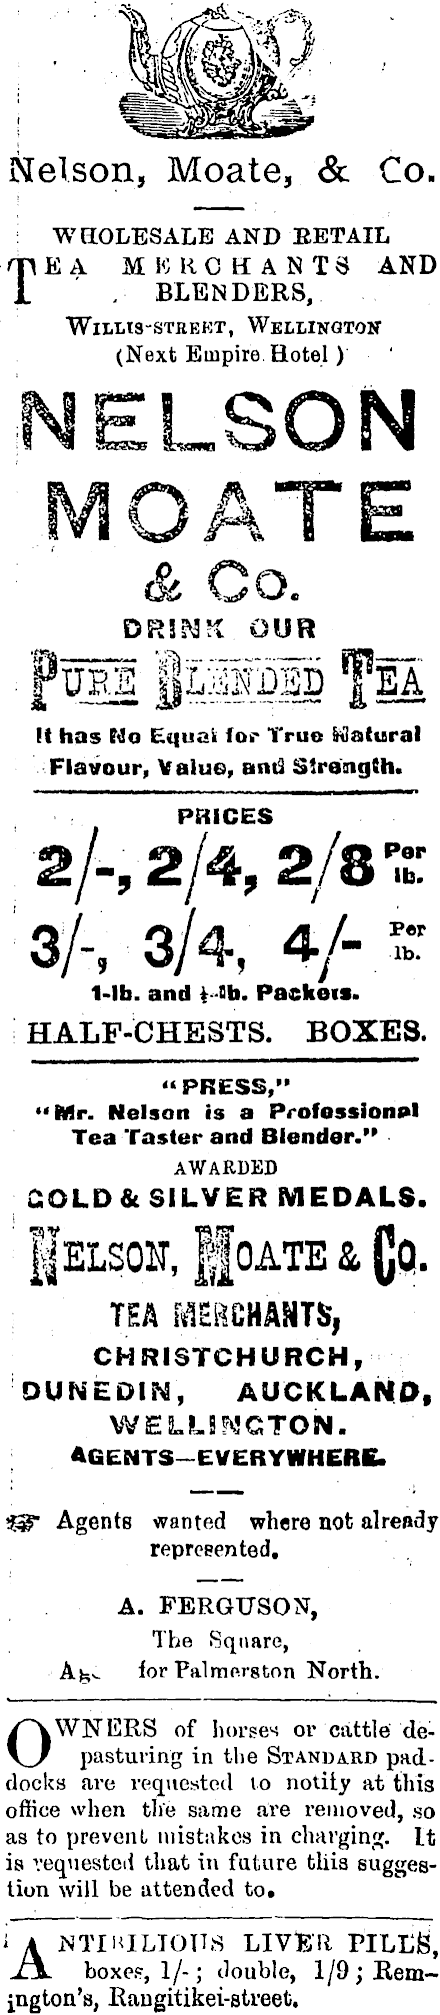 Nelson, Moate, & Co.
WHOLESALE AND RETAIL
TEA MERCHANTS AND
BLENDERS,
WILLIS-STREET, WELLINGTON
(Next Empire Hotel)
NELSON
MOATE
& Co.
DRINK OUR
PURE BLENDED TEA
It has No Equal for True Natural
Flavour, Value, and Strength.
PRICES
2/-, 2/4, 2/8 Per lb.
3/-, 3/4, 4/- Per lb.
1-lb. and ½-lb. Packets.
HALF-CHESTS. BOXES.
"PRESS,"
"Mr. Nelson is a Professional
Tea Taster and Blender."
AWARDED
GOLD & SILVER MEDALS.
NELSON, MOATE & CO.
TEA MERCHANTS,
CHRISTCHURCH,
DUNEDIN, AUCKLAND,
WELLINGTON.
AGENTS—EVERYWHERE.
☞ Agents wanted where not already
represented.
A. FERGUSON,
The Square,
for Palmerston North.
OWNERS of horses or cattle de-
pasturing in the STANDARD pad-
docks are requested to notify at this
office when the same are removed, so
as to prevent mistakes in charging. It
is requested that in future this sugges-
tion will be attended to.
ANTIBILIOUS LIVER PILLS,
boxes, 1/-; double, 1/9; Rem-
ington's, Rangitikei-street.